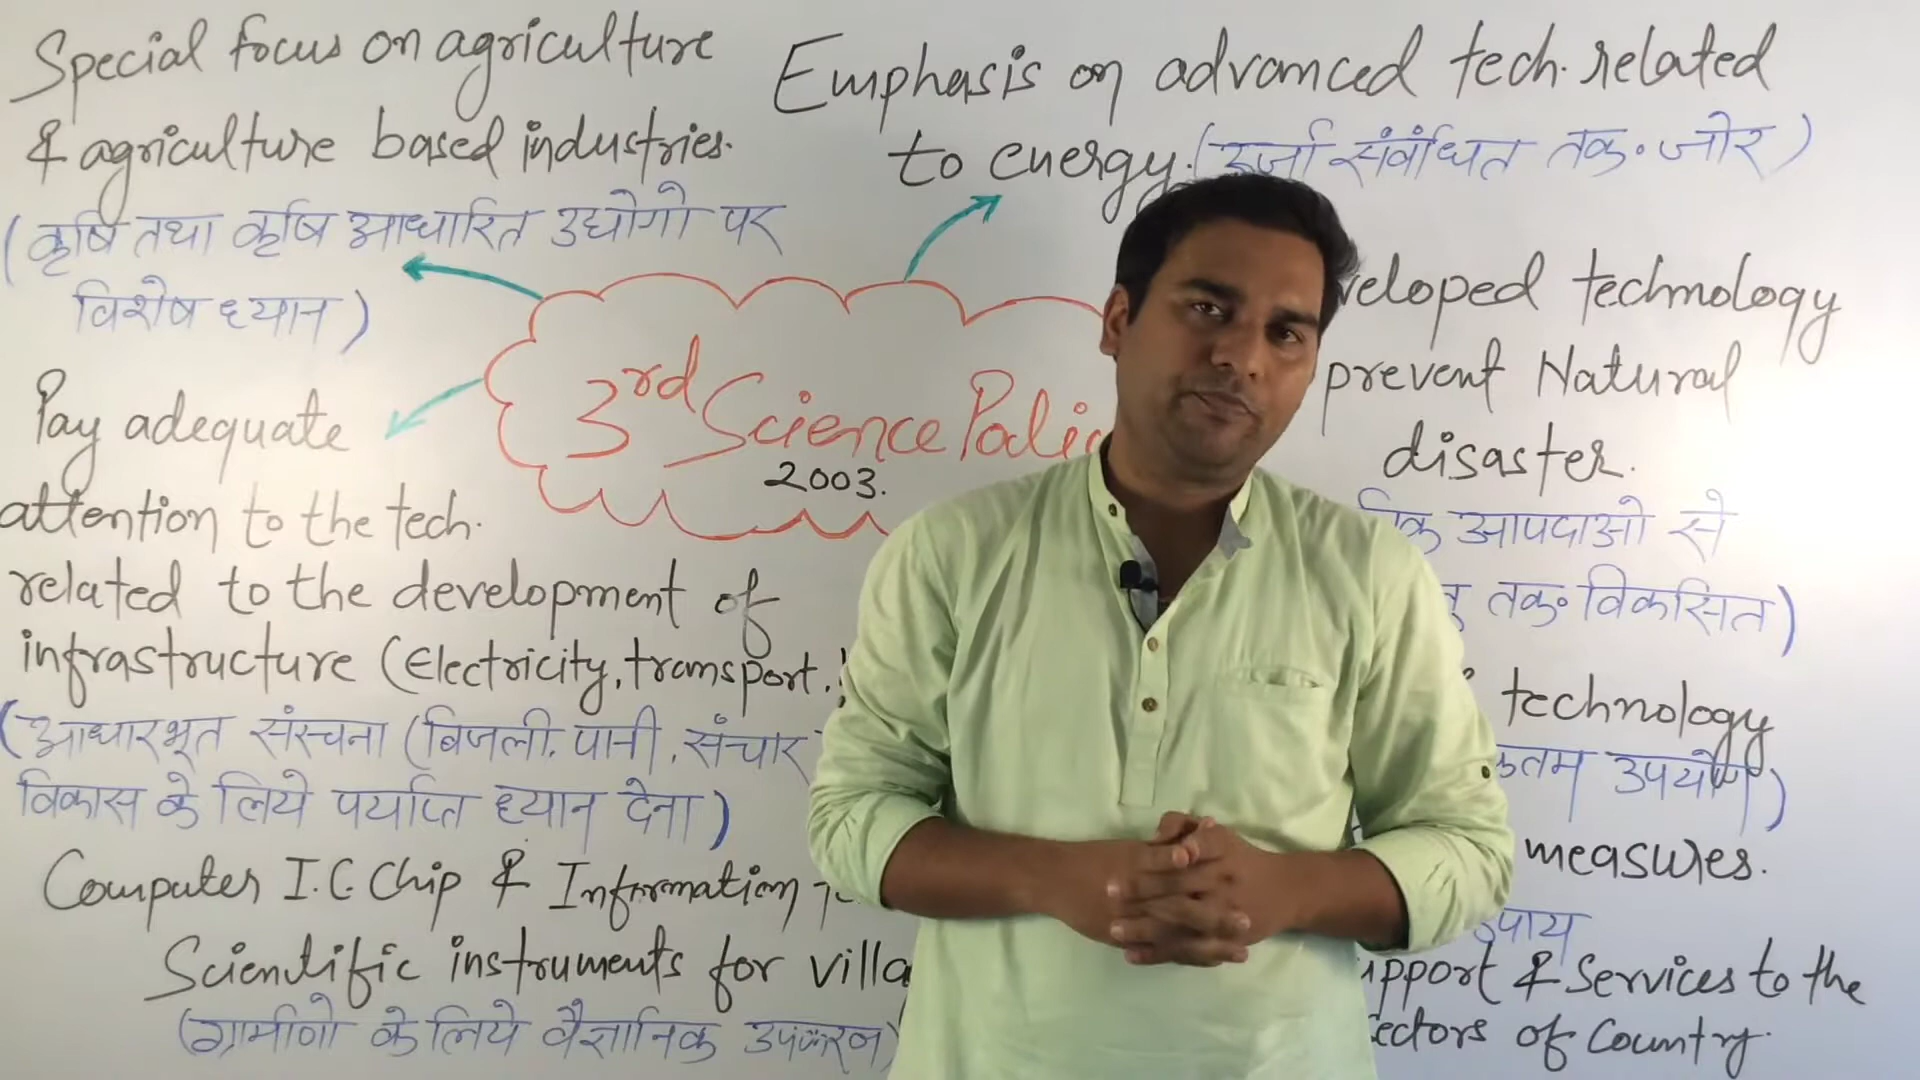 Special focus on agriculture
& agriculture based industries.
(कृषि तथा कृषि आधारित उद्योगो पर
विशेष ध्यान)
Pay adequate
attention to the tech.
related to the development of
infrastructure (Electricity, transport.
(आधारभूत संरचना (बिजली, पानी, संचार
विकास के लिये पर्याप्त ध्यान देना)
Computer I.C. Chip & Information
Scientific instruments for villa
(ग्रामीणो के लिये वैज्ञानिक उपकरण)
3rd Science Polic
2003.
Emphasis on advanced tech. related
to energy. (ऊर्जा संबंधित तक. जोर)
veloped technology
prevent Natural
disaster.
िक आपदाओ से
तक. विकसित)
technology
कतम उपयोग)
measures.
उपाय
upport & Services to the
ectors of Country.